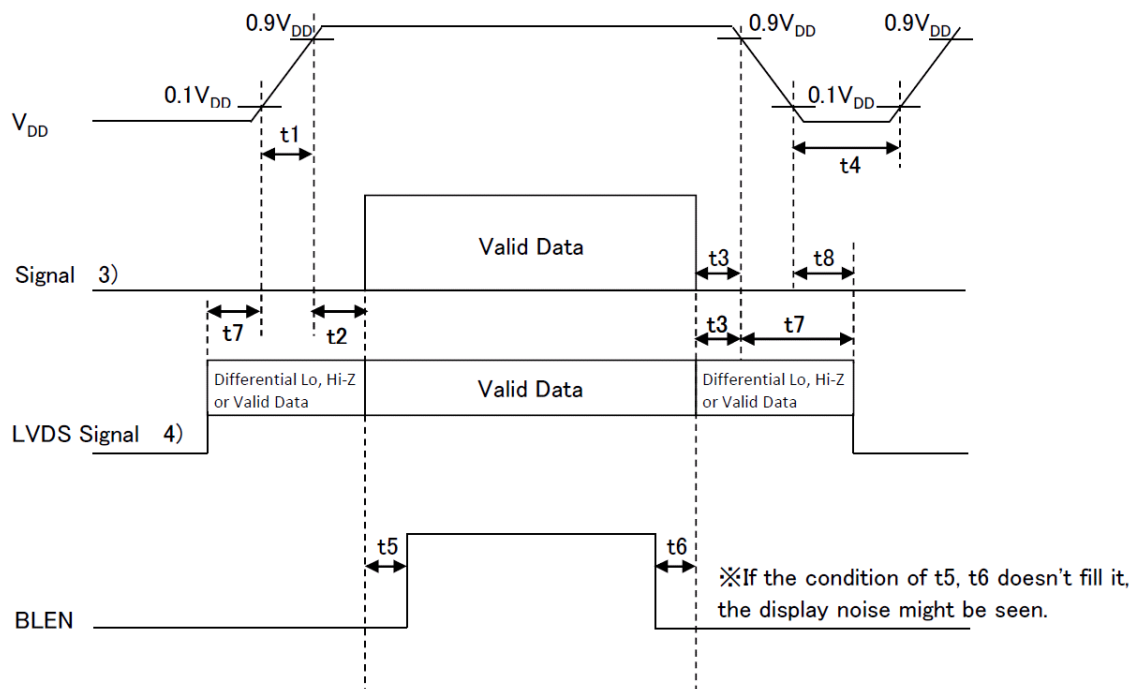 0.9VDD
0.9VDD
0.9VDD
0.1VDD
0.1VDD
VDD
t1
t4
Valid Data
t3
t8
Signal 3)
t7
t2
t3
t7
Differential Lo, Hi-Z
or Valid Data
Valid Data
Differential Lo, Hi-Z
or Valid Data
LVDS Signal 4)
t5
t6
※If the condition of t5, t6 doesn't fill it,
the display noise might be seen.
BLEN